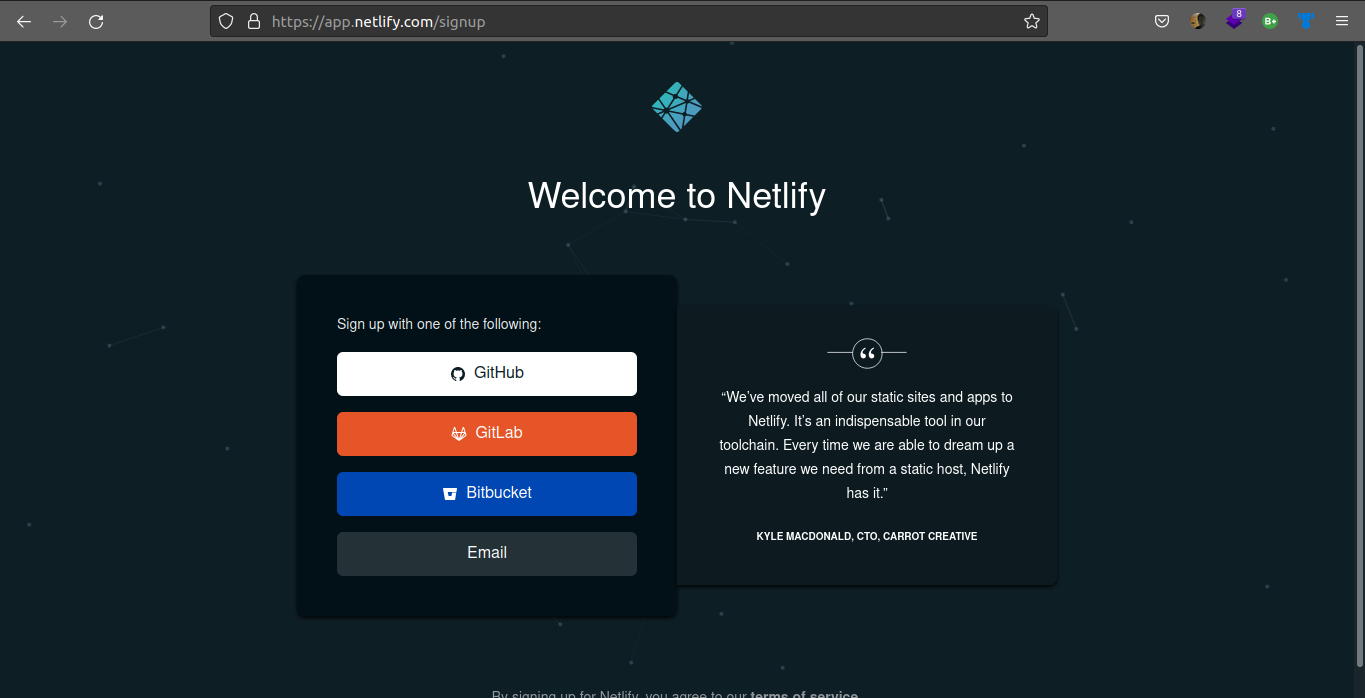 https://app.netlify.com/signup
8
B+
Welcome to Netlify
Sign up with one of the following:
GitHub
GitLab
Bitbucket
Email
“We’ve moved all of our static sites and apps to
Netlify. It’s an indispensable tool in our
toolchain. Every time we are able to dream up a
new feature we need from a static host, Netlify
has it.”
KYLE MACDONALD, CTO, CARROT CREATIVE
By signing up for Netlify, you agree to our terms of service